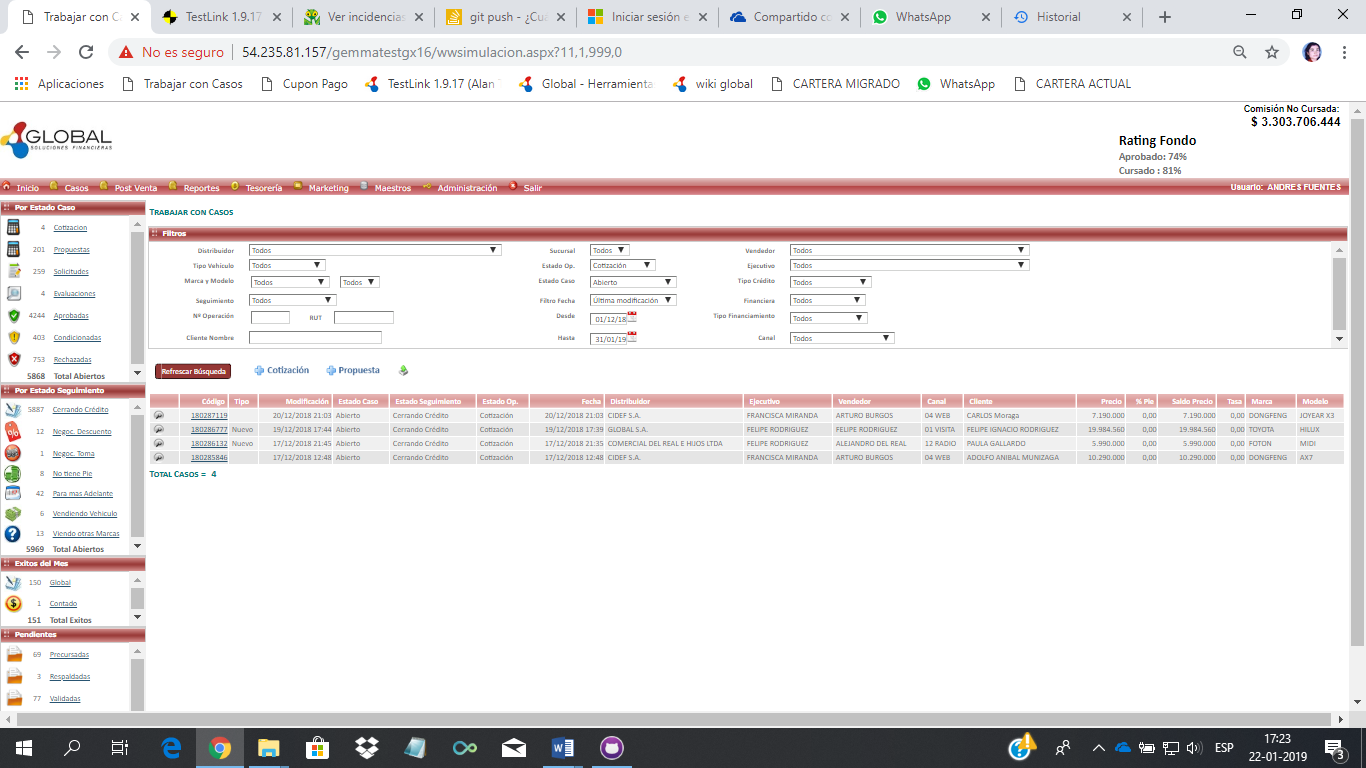 Trabajar con C
TestLink 1.9.17
Ver incidencias
git push - ¿Cuá
Iniciar sesión e
Compartido co
WhatsApp
Historial
No es seguro | 54.235.81.157/gemmatestgx16/wwsimulacion.aspx?11,1,999,0
Aplicaciones Trabajar con Casos Cupon Pago TestLink 1.9.17 (Alan Global - Herramienta wiki global CARTERA MIGRADO WhatsApp CARTERA ACTUAL
Comisión No Cursada:
$ 3.303.706.444
GLOBAL
SOLUCIONES FINANCIERAS
Rating Fondo
Aprobado: 74%
Cursado : 81%
Inicio Casos Post Venta Reportes Tesorería Marketing Maestros Administración Salir Usuario: ANDRES FUENTES
Por Estado Caso
4 Cotizacion
201 Propuestas
259 Solicitudes
4 Evaluaciones
4244 Aprobadas
403 Condicionadas
753 Rechazadas
5868 Total Abiertos
Por Estado Seguimiento
5887 Cerrando Crédito
12 Negoc. Descuento
1 Negoc. Toma
8 No tiene Pie
42 Para mas Adelante
6 Vendiendo Vehiculo
13 Viendo otras Marcas
5969 Total Abiertos
Exitos del Mes
150 Global
1 Contado
151 Total Exitos
Pendientes
69 Precursadas
3 Respaldadas
77 Validadas
TRABAJAR CON CASOS
Filtros
Distribuidor Todos Sucursal Todos Vendedor Todos
Tipo Vehículo Todos Estado Op. Cotización Ejecutivo Todos
Marca y Modelo Todos Todos Estado Caso Abierto Tipo Crédito Todos
Seguimiento Todos Filtro Fecha Última modificación Financiera Todos
Nº Operación RUT Desde 01/12/18 Tipo Financiamiento Todos
Cliente Nombre Hasta 31/01/19 Canal Todos
Refrescar Búsqueda Cotización Propuesta
Código Tipo Modificación Estado Caso Estado Seguimiento Estado Op. Fecha Distribuidor Ejecutivo Vendedor Canal Cliente Precio % Pie Saldo Precio Tasa Marca Modelo
180287119 20/12/2018 21:03 Abierto Cerrando Crédito Cotización 20/12/2018 21:03 CIDEF S.A. FRANCISCA MIRANDA ARTURO BURGOS 04 WEB CARLOS Moraga 7.190.000 0,00 7.190.000 0,00 DONGFENG JOYEAR X3
180286777 Nuevo 19/12/2018 17:44 Abierto Cerrando Crédito Cotización 19/12/2018 17:39 GLOBAL S.A. FELIPE RODRIGUEZ FELIPE RODRIGUEZ 01 VISITA FELIPE IGNACIO RODRIGUEZ 19.984.560 0,00 19.984.560 0,00 TOYOTA HILUX
180286132 Nuevo 17/12/2018 21:45 Abierto Cerrando Crédito Cotización 17/12/2018 21:35 COMERCIAL DEL REAL E HIJOS LTDA FELIPE RODRIGUEZ ALEJANDRO DEL REAL 12 RADIO PAULA GALLARDO 5.990.000 0,00 5.990.000 0,00 FOTON MIDI
180285846 17/12/2018 12:48 Abierto Cerrando Crédito Cotización 17/12/2018 12:48 CIDEF S.A. FRANCISCA MIRANDA ARTURO BURGOS 04 WEB ADOLFO ANIBAL MUNIZAGA 10.290.000 0,00 10.290.000 0,00 DONGFENG AX7
TOTAL CASOS = 4
ESP
17:23
22-01-2019
3